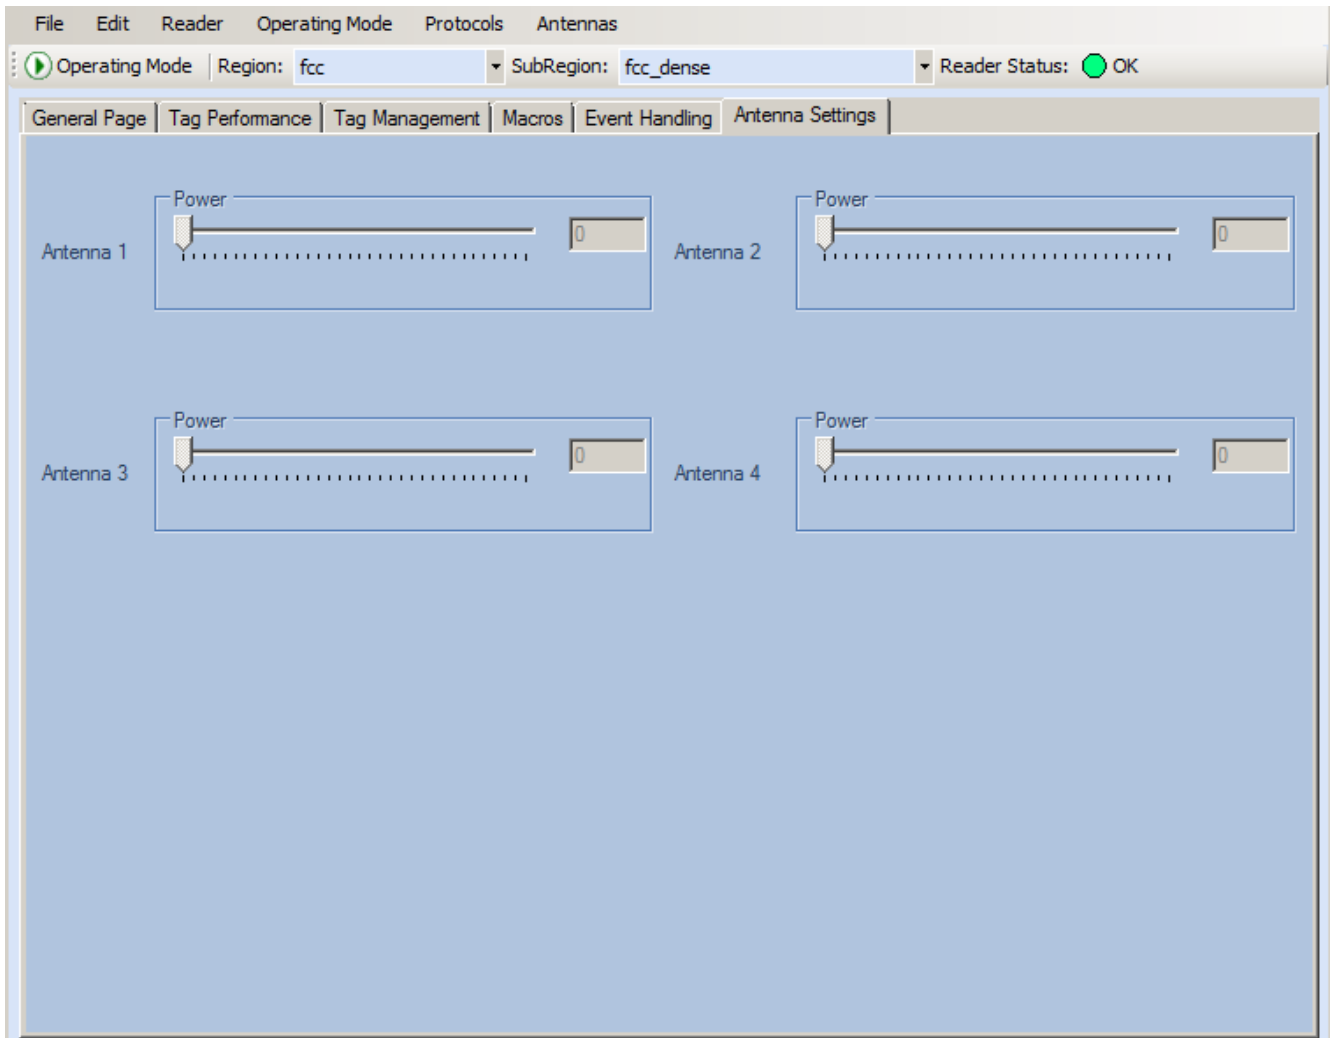 File Edit Reader Operating Mode Protocols Antennas
Operating Mode Region: fcc SubRegion: fcc_dense Reader Status: OK
General Page Tag Performance Tag Management Macros Event Handling Antenna Settings
Power Power
Antenna 1 0 Antenna 2 0
Power Power
Antenna 3 0 Antenna 4 0